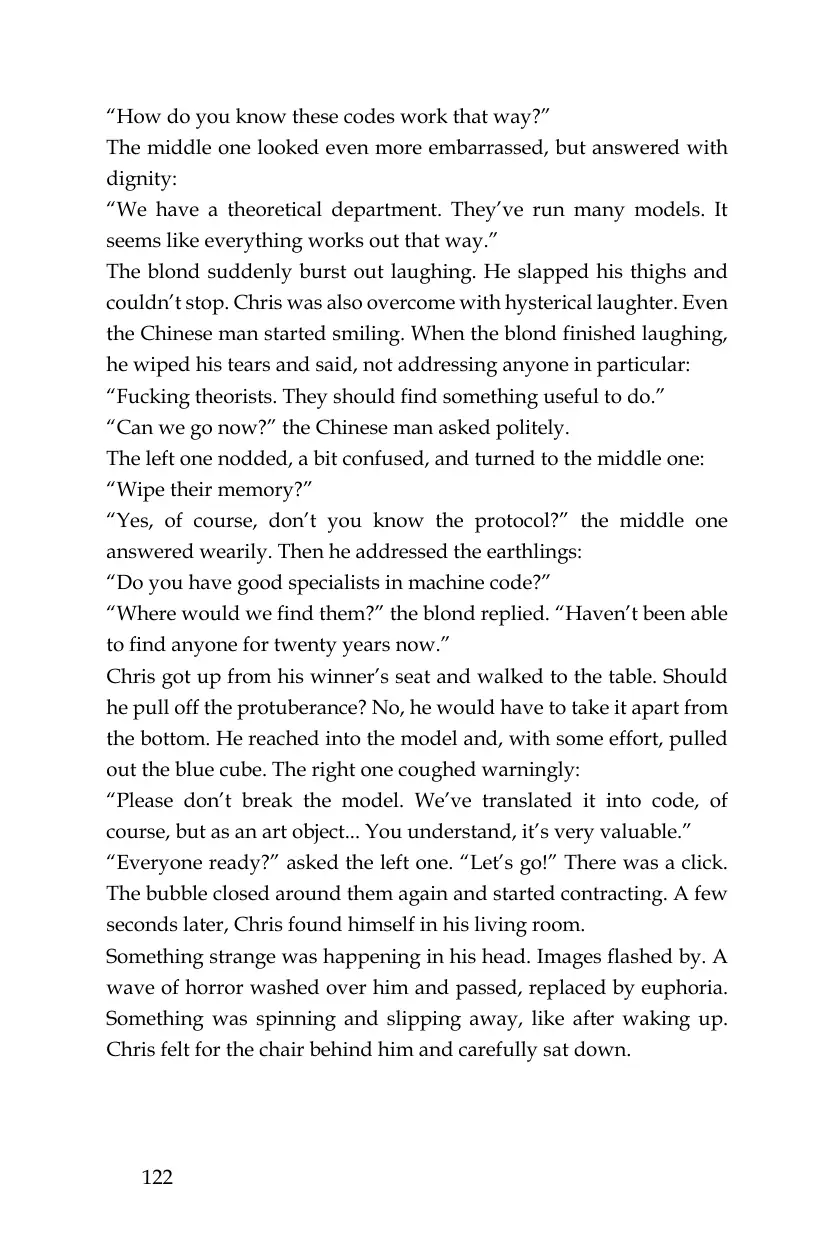 “How do you know these codes work that way?”
The middle one looked even more embarrassed, but answered with
dignity:
“We have a theoretical department. They’ve run many models. It
seems like everything works out that way.”
The blond suddenly burst out laughing. He slapped his thighs and
couldn’t stop. Chris was also overcome with hysterical laughter. Even
the Chinese man started smiling. When the blond finished laughing,
he wiped his tears and said, not addressing anyone in particular:
“Fucking theorists. They should find something useful to do.”
“Can we go now?” the Chinese man asked politely.
The left one nodded, a bit confused, and turned to the middle one:
“Wipe their memory?”
“Yes, of course, don’t you know the protocol?” the middle one
answered wearily. Then he addressed the earthlings:
“Do you have good specialists in machine code?”
“Where would we find them?” the blond replied. “Haven’t been able
to find anyone for twenty years now.”
Chris got up from his winner’s seat and walked to the table. Should
he pull off the protuberance? No, he would have to take it apart from
the bottom. He reached into the model and, with some effort, pulled
out the blue cube. The right one coughed warningly:
“Please don’t break the model. We’ve translated it into code, of
course, but as an art object... You understand, it’s very valuable.”
“Everyone ready?” asked the left one. “Let’s go!” There was a click.
The bubble closed around them again and started contracting. A few
seconds later, Chris found himself in his living room.
Something strange was happening in his head. Images flashed by. A
wave of horror washed over him and passed, replaced by euphoria.
Something was spinning and slipping away, like after waking up.
Chris felt for the chair behind him and carefully sat down.
122